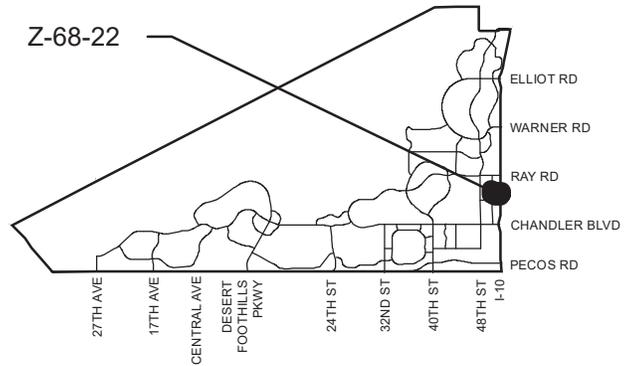 Z-68-22
ELLIOT RD
WARNER RD
RAY RD
CHANDLER BLVD
PECOS RD
27TH AVE
17TH AVE
CENTRAL AVE
DESERT
FOOTHILLS
PKWY
24TH ST
32ND ST
40TH ST
48TH ST
I-10